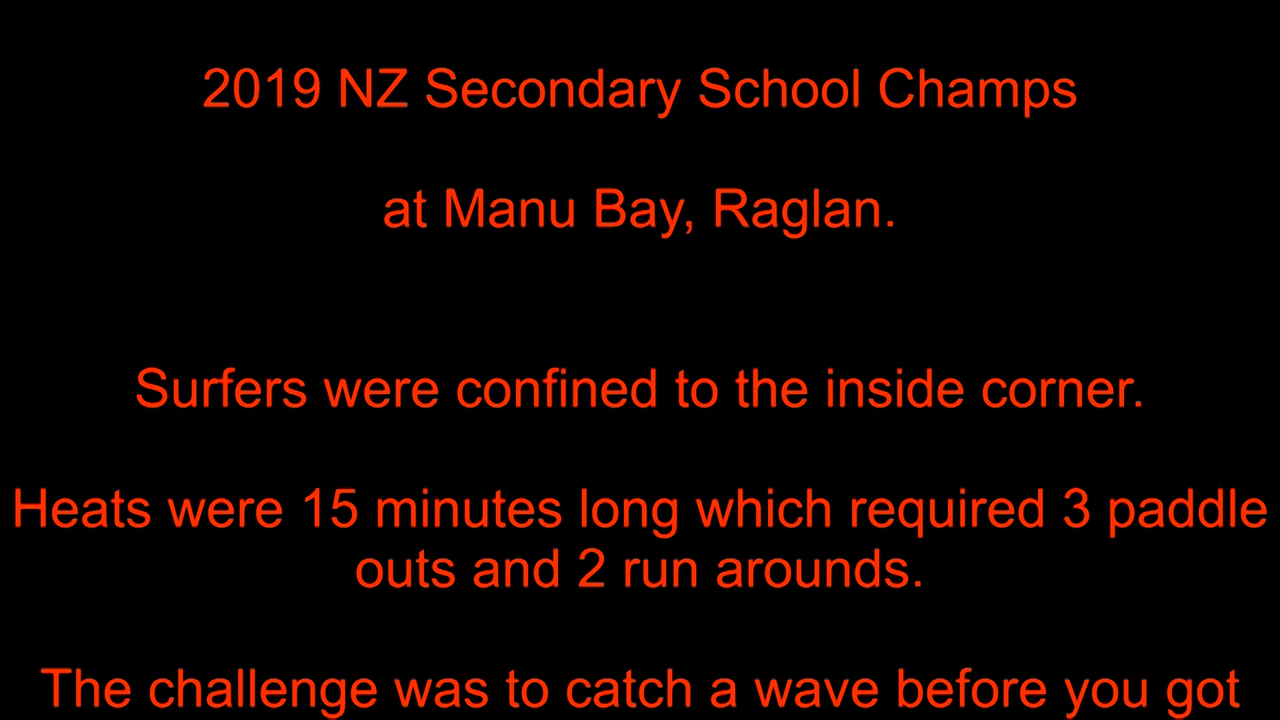 2019 NZ Secondary School Champs
at Manu Bay, Raglan.
Surfers were confined to the inside corner.
Heats were 15 minutes long which required 3 paddle
outs and 2 run arounds.
The challenge was to catch a wave before you got